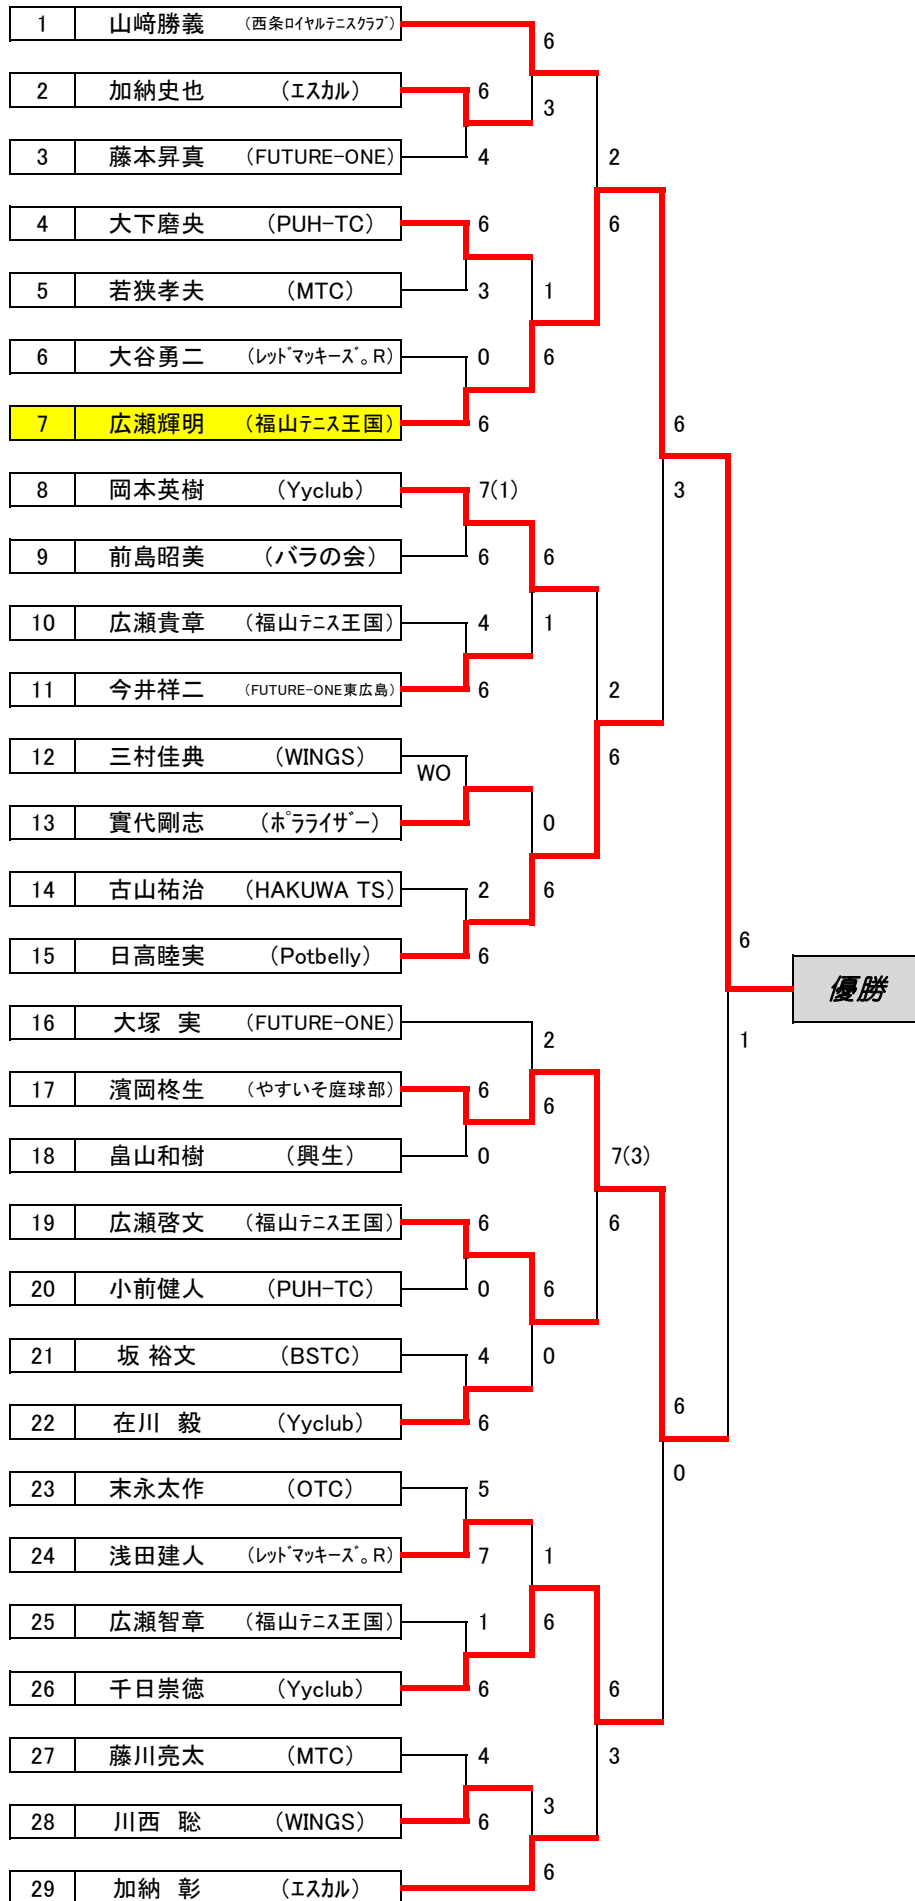 1 山﨑勝義 （西条ﾛｲﾔﾙﾃﾆｽｸﾗﾌﾞ）
6
2 加納史也 （ｴｽｶﾙ） 6
3
3 藤本昇真 （FUTURE-ONE） 4
2
4 大下磨央 （PUH-TC） 6
6
5 若狭孝夫 （MTC） 3
1
6 大谷勇二 （ﾚｯﾄﾞﾏｯｷｰｽﾞ。R） 0
6
7 広瀬輝明 （福山ﾃﾆｽ王国） 6
6
8 岡本英樹 （Yyclub） 7(1)
3
9 前島昭美 （バラの会） 6
6
10 広瀬貴章 （福山ﾃﾆｽ王国） 4
1
11 今井祥二 （FUTURE-ONE東広島） 6
2
12 三村佳典 （WINGS）
6
WO
13 實代剛志 （ﾎﾟﾗﾗｲｻﾞｰ）
0
14 古山祐治 （HAKUWA TS） 2
6
15 日高睦実 （Potbelly） 6
6
優勝
16 大塚　実 （FUTURE-ONE）
2
1
17 濱岡柊生 （やすいそ庭球部） 6
6
18 畠山和樹 （興生） 0
7(3)
19 広瀬啓文 （福山ﾃﾆｽ王国） 6
6
20 小前健人 （PUH-TC） 0
6
21 坂 裕文 （BSTC） 4
0
22 在川　毅 （Yyclub） 6
6
23 末永太作 （OTC） 5
0
24 浅田建人 （ﾚｯﾄﾞﾏｯｷｰｽﾞ。R） 7
1
25 広瀬智章 （福山ﾃﾆｽ王国） 1
6
26 千日崇徳 （Yyclub） 6
6
27 藤川亮太 （MTC） 4
3
28 川西　聡 （WINGS） 6
3
29 加納　彰 （ｴｽｶﾙ）
6